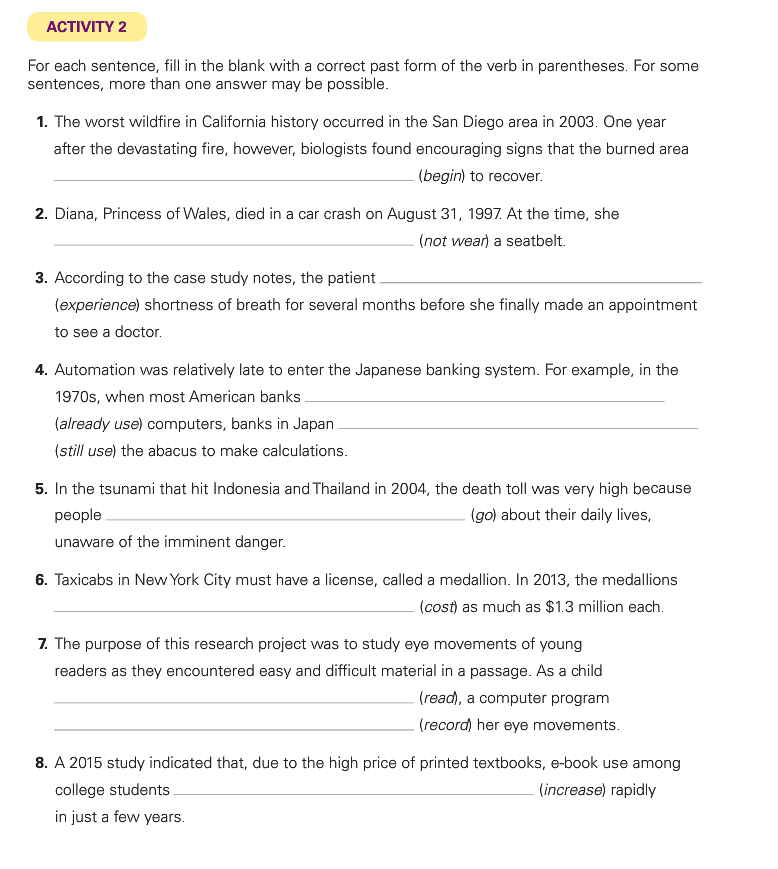 ACTIVITY 2
For each sentence, fill in the blank with a correct past form of the verb in parentheses. For some
sentences, more than one answer may be possible.
1. The worst wildfire in California history occurred in the San Diego area in 2003. One year
after the devastating fire, however, biologists found encouraging signs that the burned area
(begin) to recover.
2. Diana, Princess of Wales, died in a car crash on August 31, 1997. At the time, she
(not wear) a seatbelt.
3. According to the case study notes, the patient
(experience) shortness of breath for several months before she finally made an appointment
to see a doctor.
4. Automation was relatively late to enter the Japanese banking system. For example, in the
1970s, when most American banks
(already use) computers, banks in Japan
(still use) the abacus to make calculations.
5. In the tsunami that hit Indonesia and Thailand in 2004, the death toll was very high because
people (go) about their daily lives,
unaware of the imminent danger.
6. Taxicabs in New York City must have a license, called a medallion. In 2013, the medallions
(cost) as much as $1.3 million each.
7. The purpose of this research project was to study eye movements of young
readers as they encountered easy and difficult material in a passage. As a child
(read), a computer program
(record) her eye movements.
8. A 2015 study indicated that, due to the high price of printed textbooks, e-book use among
college students (increase) rapidly
in just a few years.